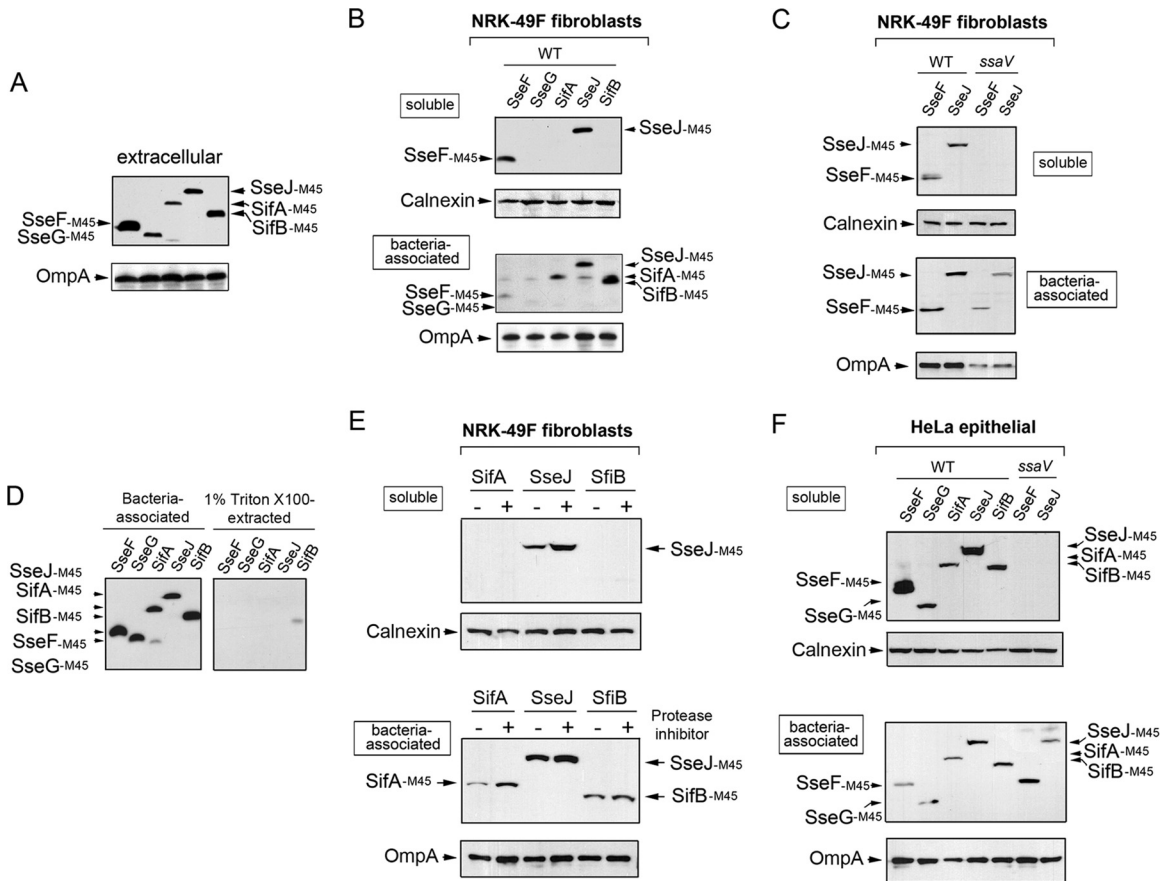 A
extracellular
SseJ-M45
SifA-M45
SifB-M45
SseF-M45
SseG-M45
OmpA
B
NRK-49F fibroblasts
WT
SseF
SseG
SifA
SseJ
SifB
soluble
SseJ-M45
SseF-M45
Calnexin
bacteria-
associated
SseJ-M45
SifA-M45
SifB-M45
SseF-M45
SseG-M45
OmpA
C
NRK-49F fibroblasts
WT ssaV
SseF
SseJ
SseF
SseJ
SseJ-M45
SseF-M45
soluble
Calnexin
SseJ-M45
SseF-M45
bacteria-
associated
OmpA
D
Bacteria-
associated
1% Triton X100-
extracted
SseF
SseG
SifA
SseJ
SifB
SseF
SseG
SifA
SseJ
SifB
SseJ-M45
SifA-M45
SifB-M45
SseF-M45
SseG-M45
E
NRK-49F fibroblasts
SifA SseJ SfiB
soluble
- + - + - +
SseJ-M45
Calnexin
SifA SseJ SfiB
bacteria-
associated
- + - + - +
Protease
inhibitor
SifA-M45
SseJ-M45
SifB-M45
OmpA
F
HeLa epithelial
WT ssaV
soluble
SseF
SseG
SifA
SseJ
SifB
SseF
SseJ
SseJ-M45
SifA-M45
SifB-M45
SseF-M45
SseG-M45
Calnexin
bacteria-
associated
SseJ-M45
SifA-M45
SifB-M45
SseF-M45
SseG-M45
OmpA